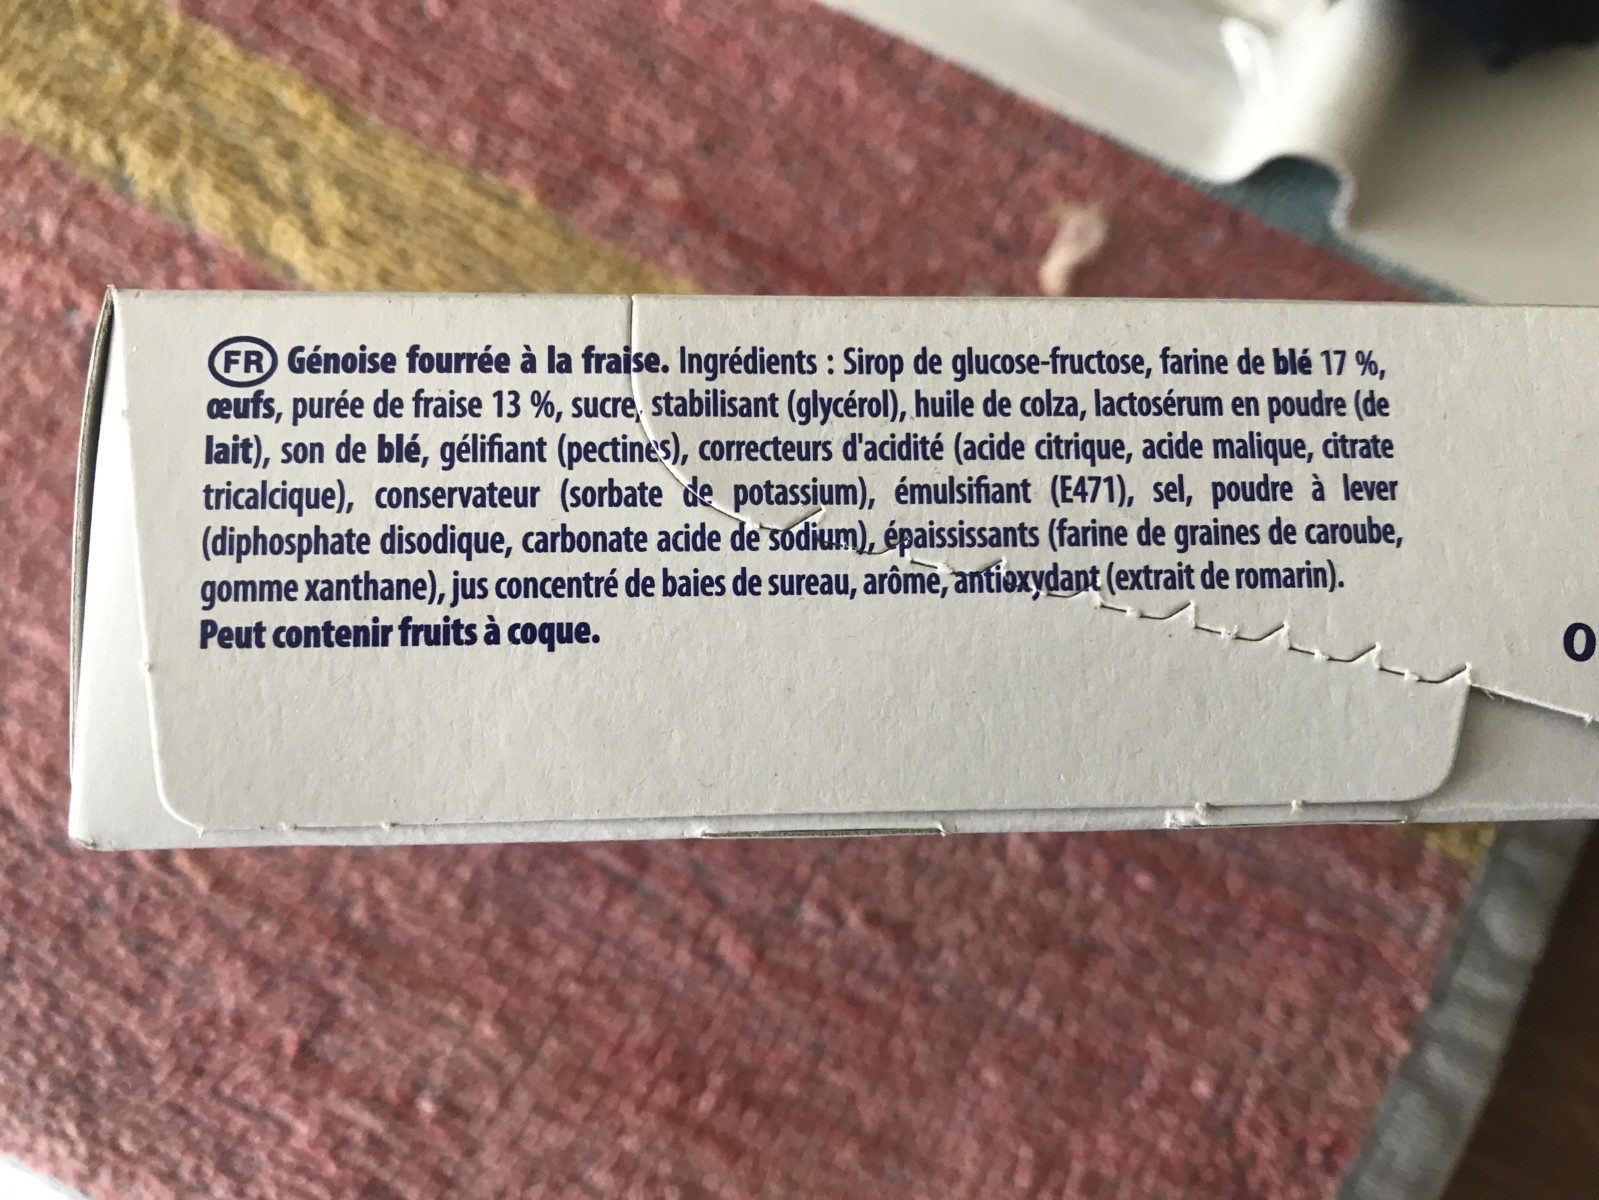 FR Génoise fourrée à la fraise. Ingrédients : Sirop de glucose-fructose, farine de blé 17 %,
œufs, purée de fraise 13 %, sucre, stabilisant (glycérol), huile de colza, lactosérum en poudre (de
lait), son de blé, gélifiant (pectines), correcteurs d'acidité (acide citrique, acide malique, citrate
tricalcique), conservateur (sorbate de potassium), émulsifiant (E471), sel, poudre à lever
(diphosphate disodique, carbonate acide de sodium), épaississants (farine de graines de caroube,
gomme xanthane), jus concentré de baies de sureau, arôme, antioxydant (extrait de romarin).
Peut contenir fruits à coque.